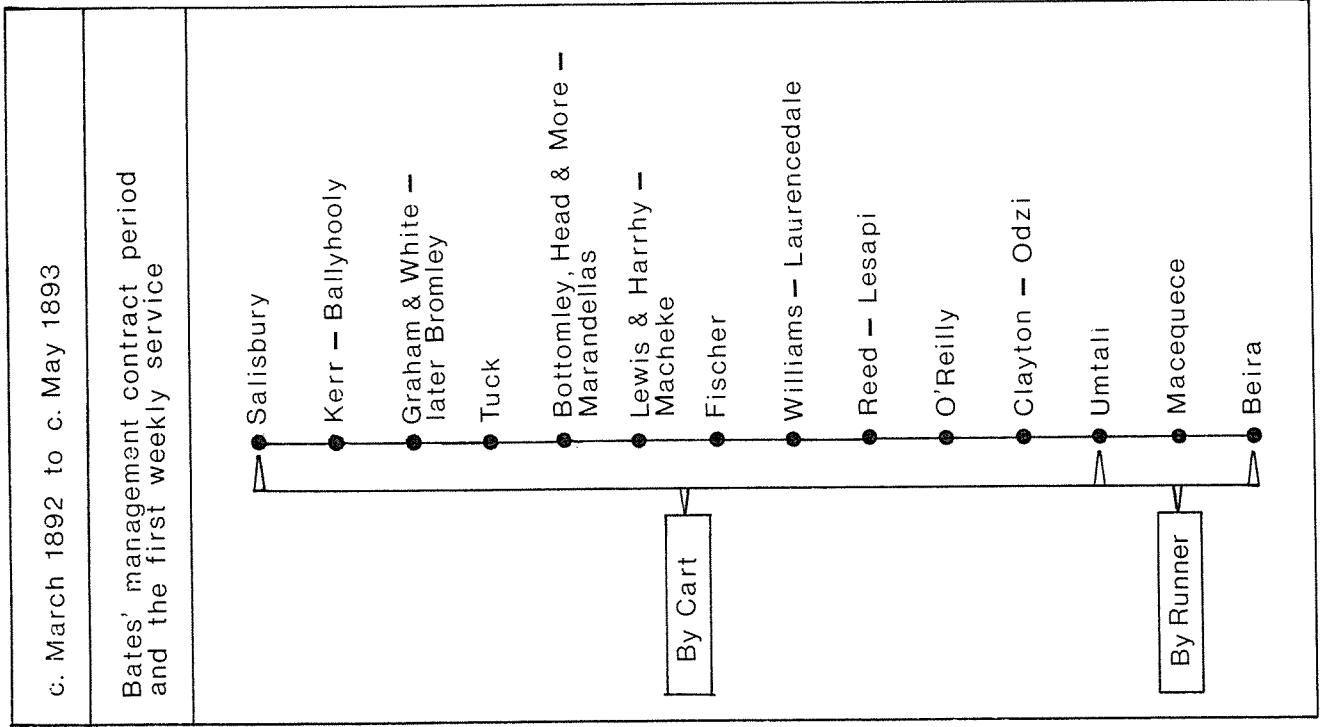 c. March 1892 to c. May 1893
Bates' management contract period
and the first weekly service
Salisbury
Kerr – Ballyhooly
Graham & White –
later Bromley
Tuck
Bottomley, Head & More –
Marandellas
Lewis & Harrhy –
Macheke
Fischer
Williams – Laurencedale
Reed – Lesapi
O'Reilly
Clayton – Odzi
Umtali
Macequece
Beira
By Cart
By Runner